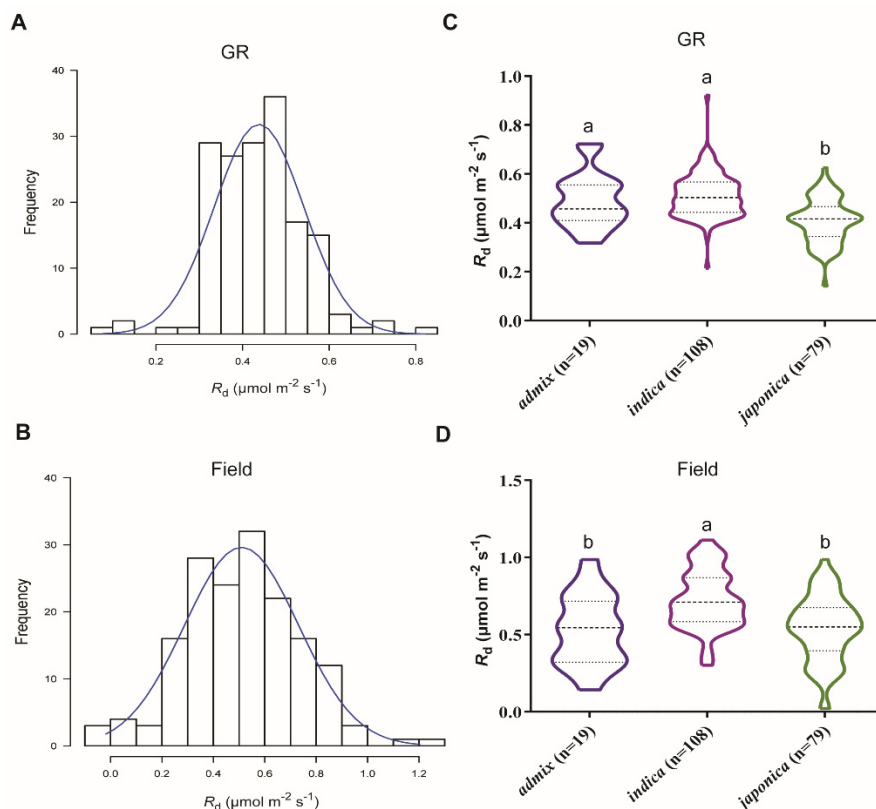 A
GR
40
30
20
10
0
Frequency
0.2 0.4 0.6 0.8
Rd (µmol m-2 s-1)
B
Field
40
30
20
10
0
Frequency
0.0 0.2 0.4 0.6 0.8 1.0 1.2
Rd (µmol m-2 s-1)
C
GR
1.0
0.8
0.6
0.4
0.2
0.0
Rd (µmol m-2 s-1)
a
a
b
admix (n=19)
indica (n=108)
japonica (n=79)
D
Field
1.5
1.0
0.5
0.0
Rd (µmol m-2 s-1)
b
a
b
admix (n=19)
indica (n=108)
japonica (n=79)